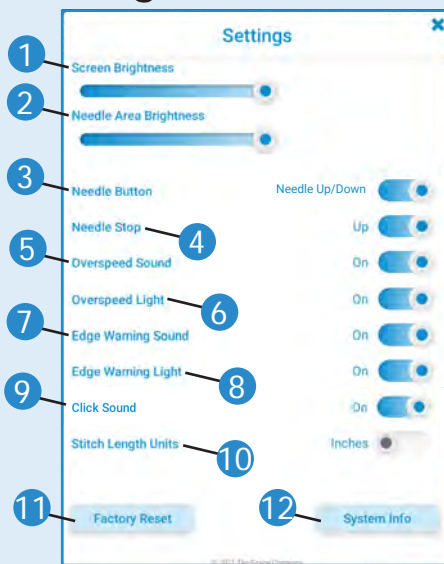 Settings
1
Screen Brightness
2
Needle Area Brightness
3
Needle Button Needle Up/Down
Needle Stop 4 Up
5
Overspeed Sound On
Overspeed Light 6 On
7
Edge Warning Sound On
Edge Warning Light 8 On
9
Click Sound On
Stitch Length Units 10 Inches
11 12
Factory Reset System Info
© 2021